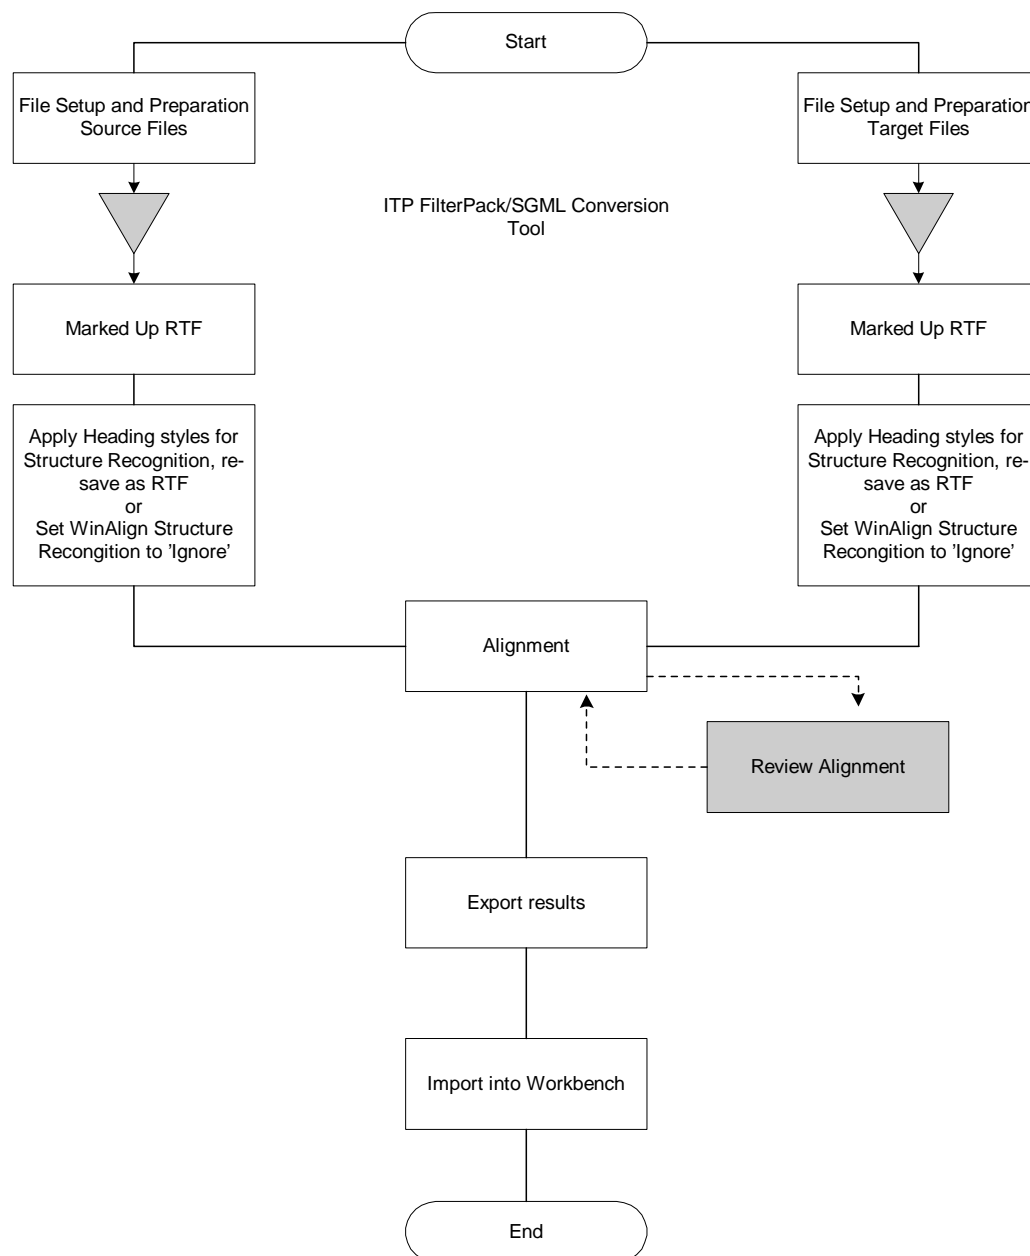 Start
File Setup and Preparation
Source Files
File Setup and Preparation
Target Files
ITP FilterPack/SGML Conversion
Tool
Marked Up RTF
Marked Up RTF
Apply Heading styles for
Structure Recognition, re-
save as RTF
or
Set WinAlign Structure
Recongition to ’Ignore’
Apply Heading styles for
Structure Recognition, re-
save as RTF
or
Set WinAlign Structure
Recongition to ’Ignore’
Alignment
Review Alignment
Export results
Import into Workbench
End